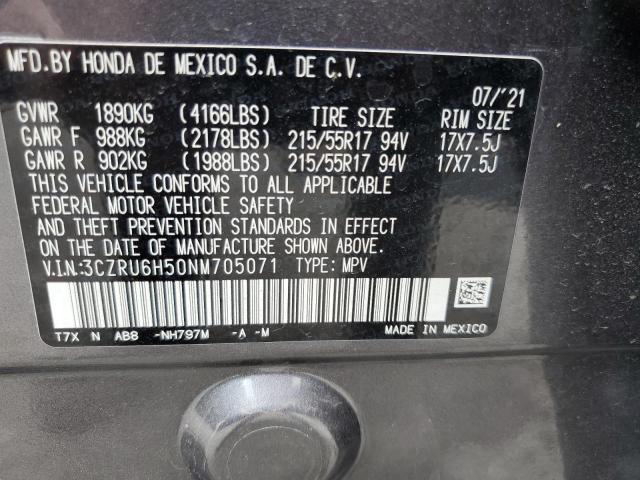 MFD.BY HONDA DE MEXICO S.A. DE C.V.
07/'21
GVWR 1890KG (4166LBS) TIRE SIZE RIM SIZE
GAWR F 988KG (2178LBS) 215/55R17 94V 17X7.5J
GAWR R 902KG (1988LBS) 215/55R17 94V 17X7.5J
THIS VEHICLE CONFORMS TO ALL APPLICABLE
FEDERAL MOTOR VEHICLE SAFETY
AND THEFT PREVENTION STANDARDS IN EFFECT
ON THE DATE OF MANUFACTURE SHOWN ABOVE.
V.I.N:3CZRU6H50NM705071 TYPE: MPV
T7X N AB8 -NH797M -A -M MADE IN MEXICO